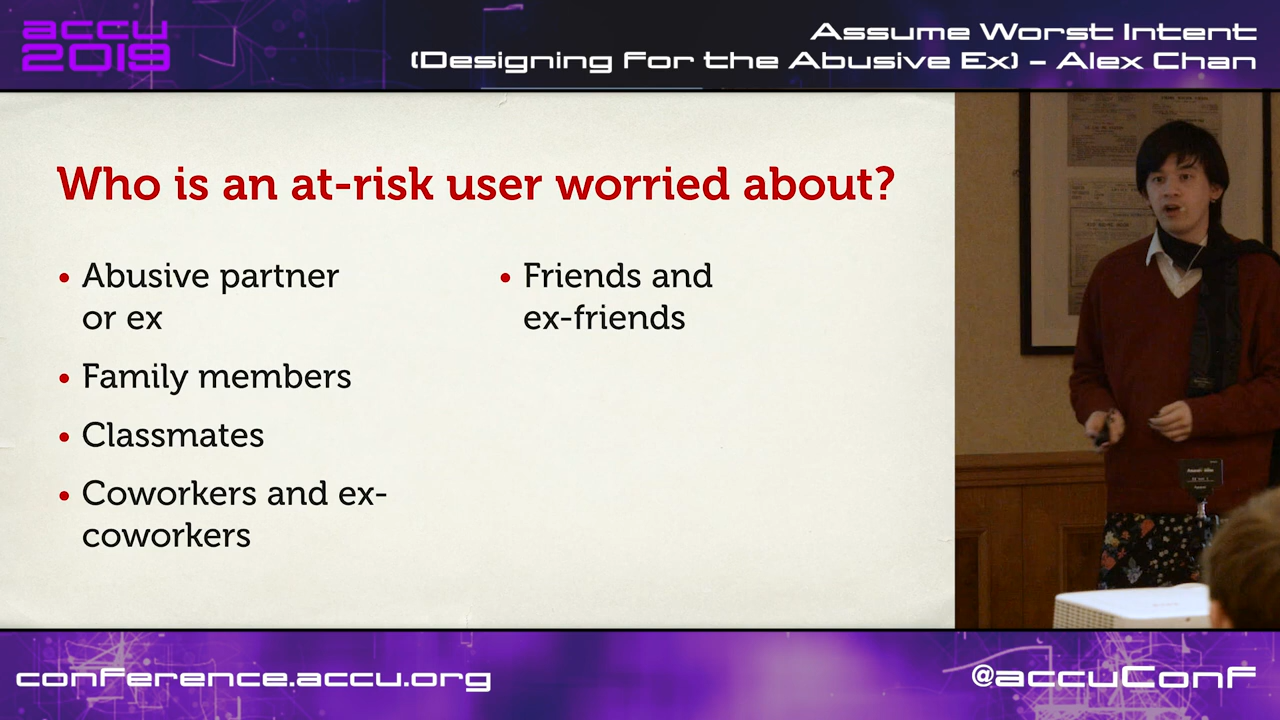 accu
2019
Assume Worst Intent
(Designing For the Abusive Ex) – Alex Chan
Who is an at-risk user worried about?
• Abusive partner
or ex
• Family members
• Classmates
• Coworkers and ex-
coworkers
• Friends and
ex-friends
conference.accu.org
@accuConf